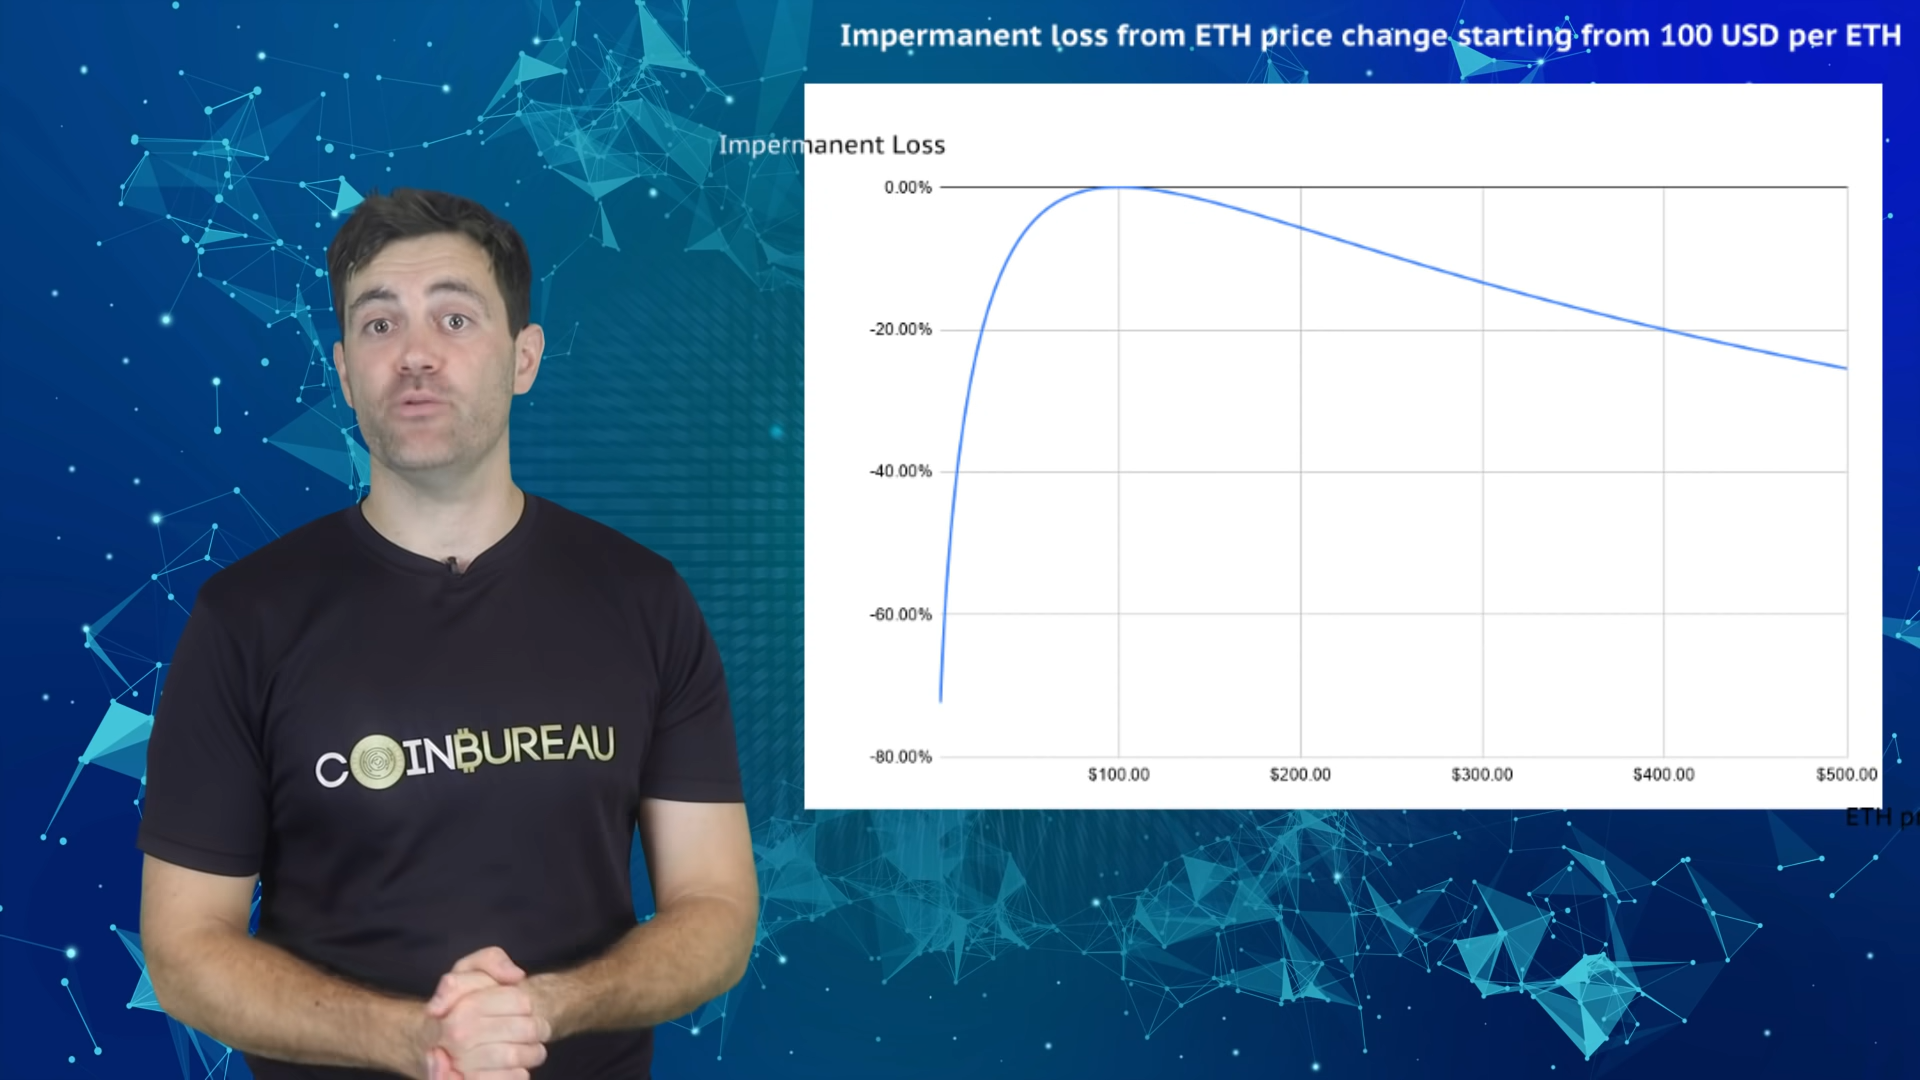 Impermanent loss from ETH price change starting from 100 USD per ETH
Impermanent Loss
0.00%
-20.00%
-40.00%
-60.00%
-80.00%
$100.00
$200.00
$300.00
$400.00
$500.00
ETH
COINBUREAU